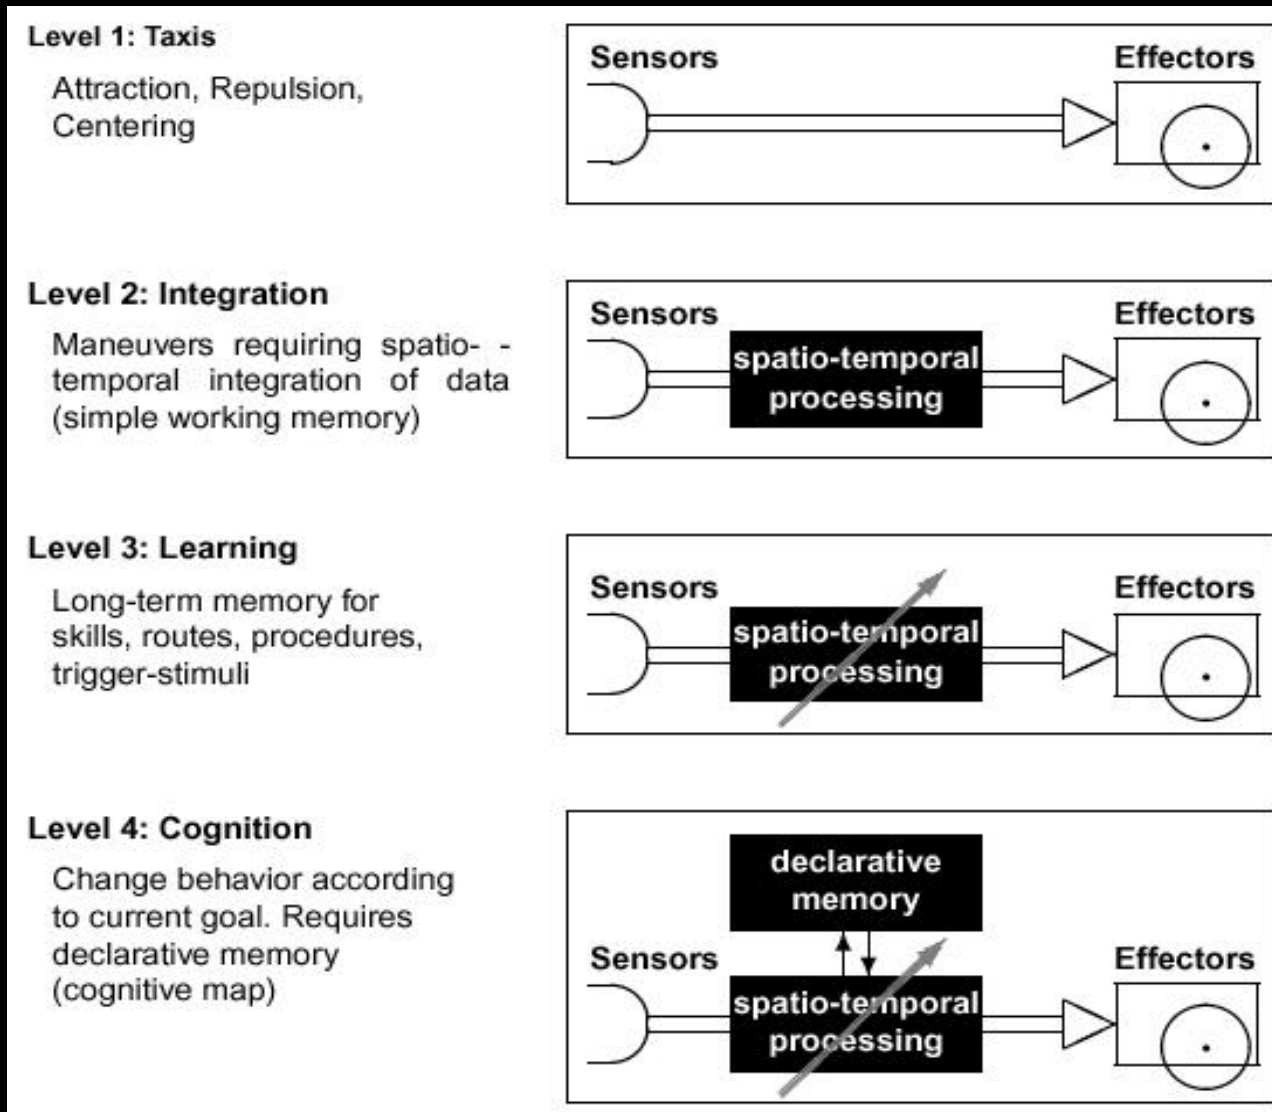 Level 1: Taxis
Attraction, Repulsion,
Centering
Sensors
Effectors
Level 2: Integration
Maneuvers requiring spatio- -
temporal integration of data
(simple working memory)
Sensors
spatio-temporal
processing
Effectors
Level 3: Learning
Long-term memory for
skills, routes, procedures,
trigger-stimuli
Sensors
spatio-temporal
processing
Effectors
Level 4: Cognition
Change behavior according
to current goal. Requires
declarative memory
(cognitive map)
declarative
memory
Sensors
spatio-temporal
processing
Effectors